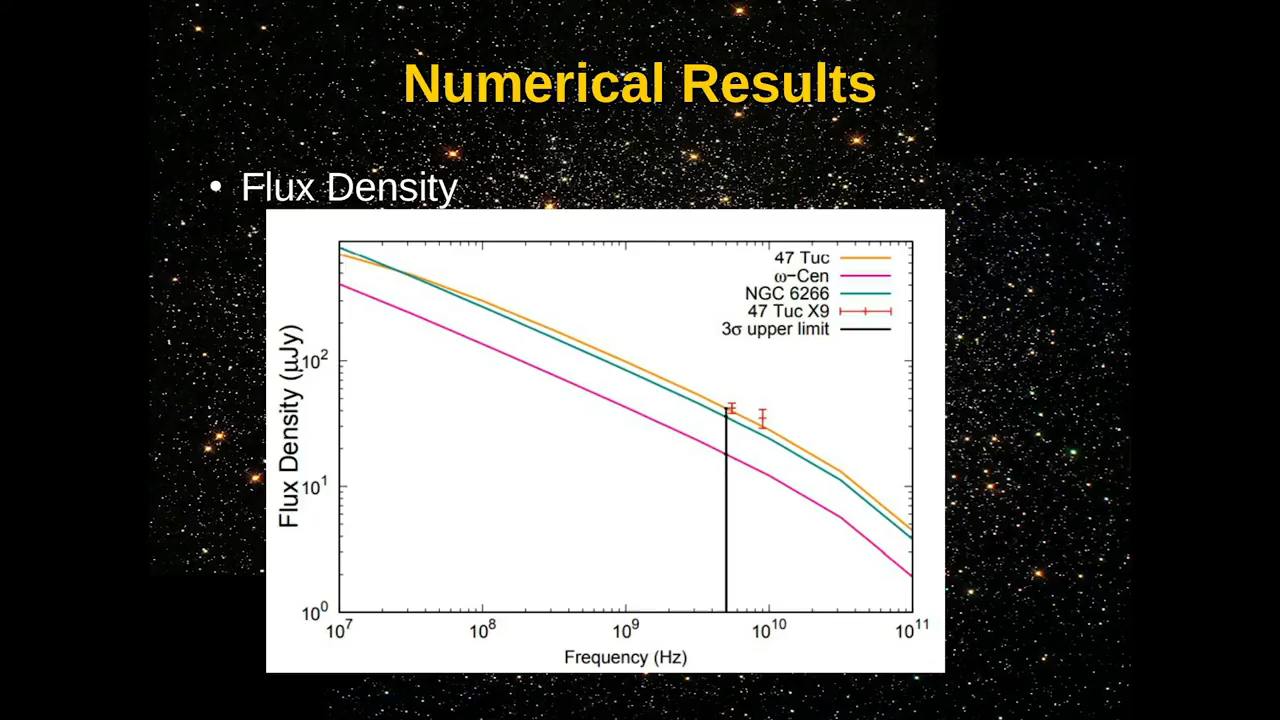 Numerical Results
• Flux Density
47 Tuc
ω−Cen
NGC 6266
47 Tuc X9
3σ upper limit
Flux Density (μJy)
10²
10¹
10⁰
10⁷ 10⁸ 10⁹ 10¹⁰ 10¹¹
Frequency (Hz)